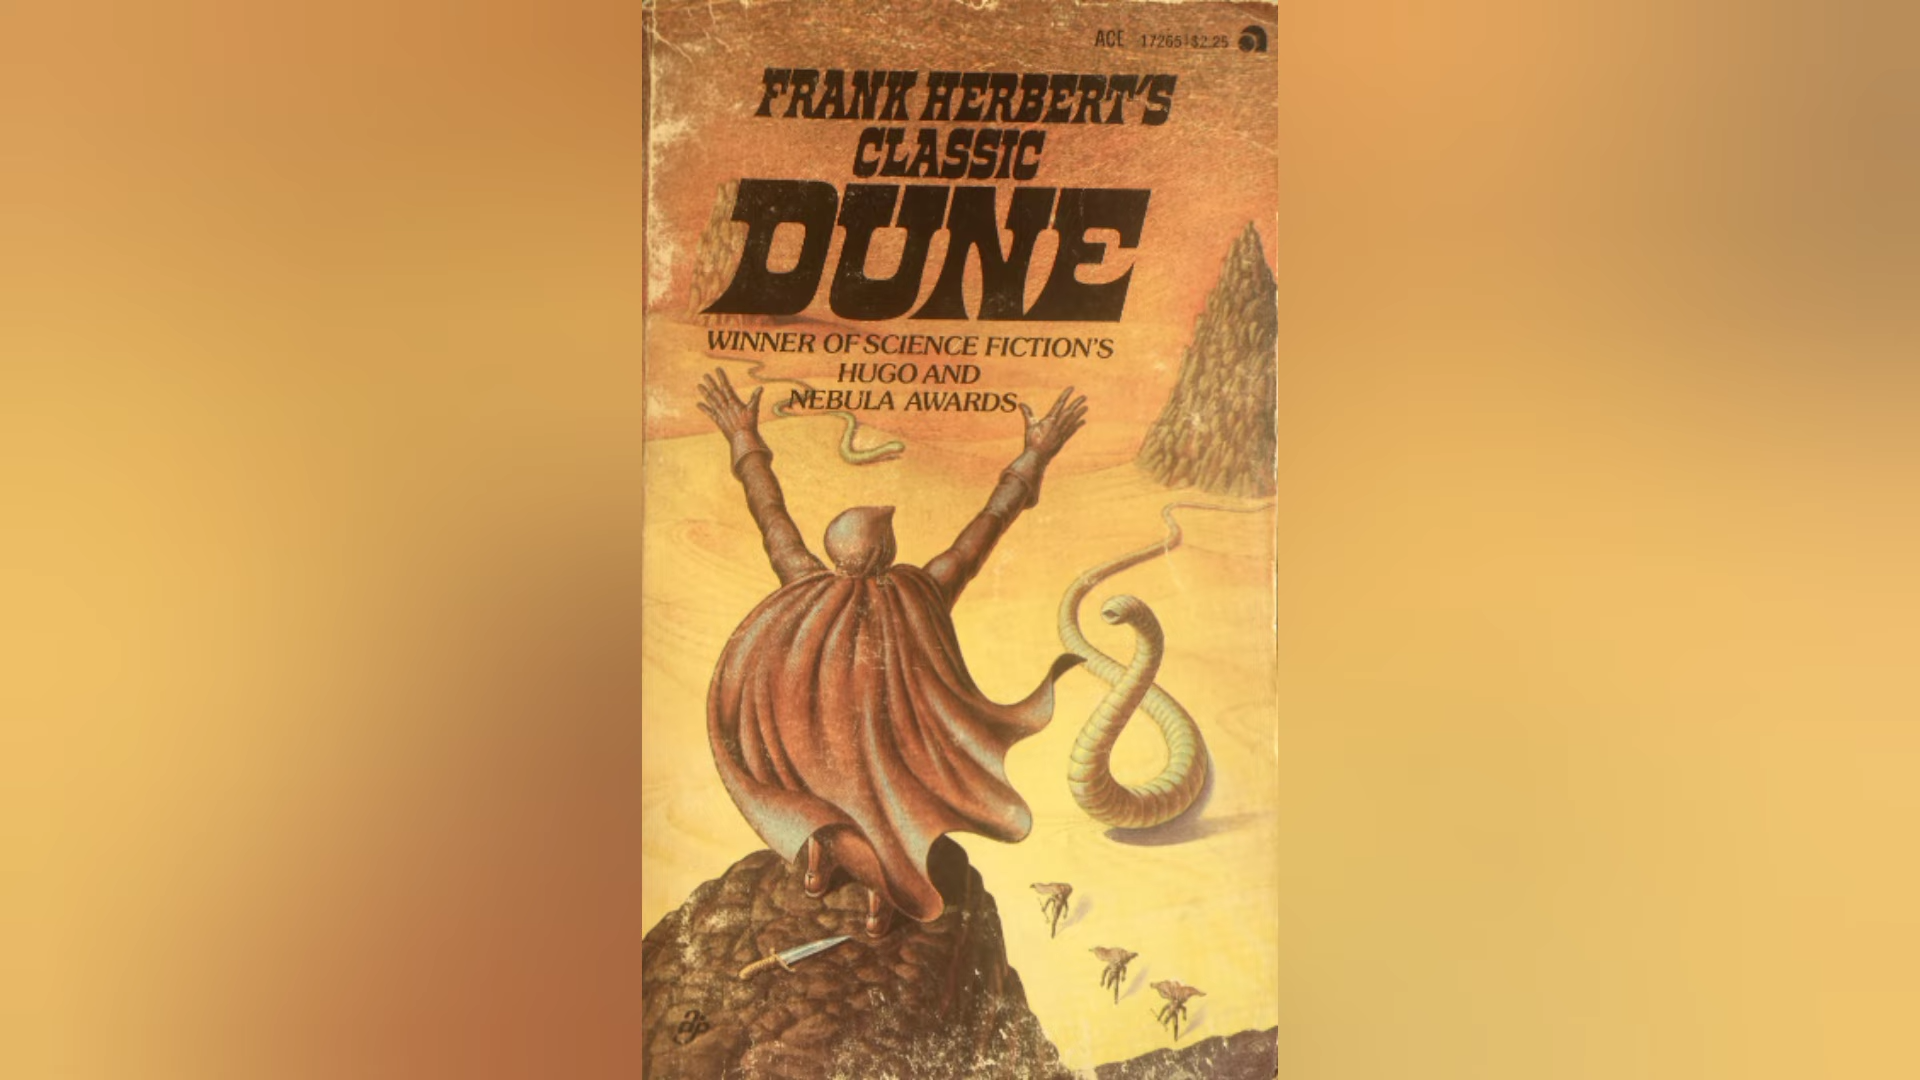 ACE 17265 $2.25
FRANK HERBERT'S
CLASSIC
DUNE
WINNER OF SCIENCE FICTION'S
HUGO AND
NEBULA AWARDS